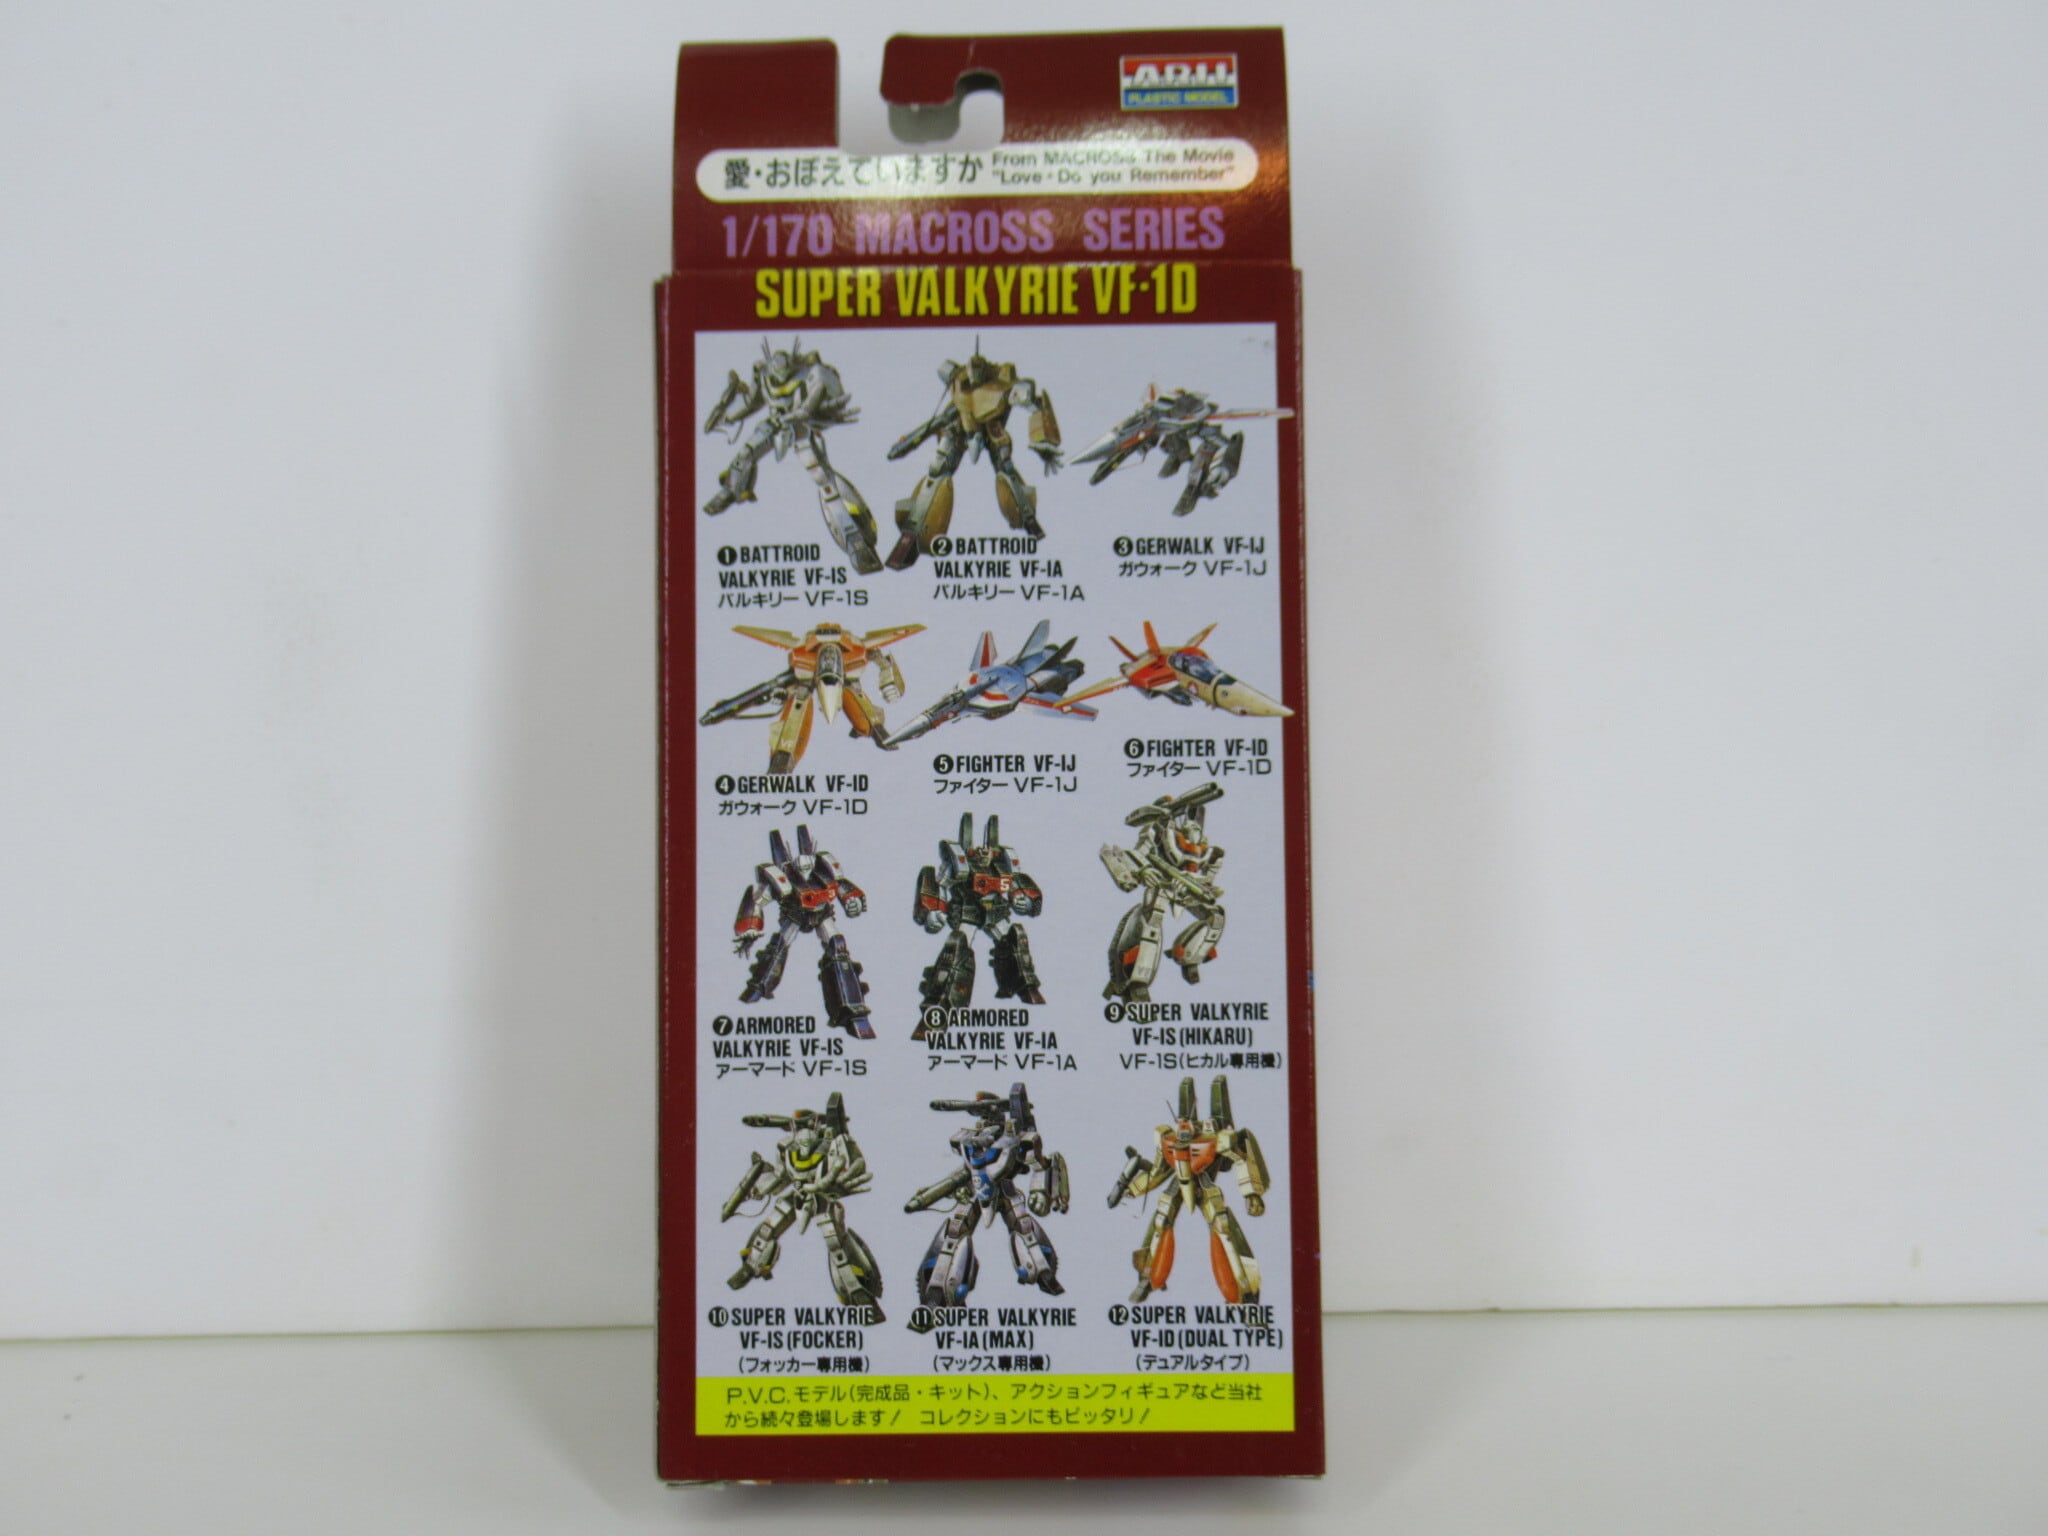 ARII
PLASTIC MODEL
愛・おぼえていますか From MACROSS The Movie
"Love・Do you Remember"
1/170 MACROSS SERIES
SUPER VALKYRIE VF-1D
❶BATTROID
VALKYRIE VF-1S
バルキリー VF-1S
❷BATTROID
VALKYRIE VF-1A
バルキリー VF-1A
❸GERWALK VF-1J
ガウォーク VF-1J
❹GERWALK VF-1D
ガウォーク VF-1D
❺FIGHTER VF-1J
ファイター VF-1J
❻FIGHTER VF-1D
ファイター VF-1D
❼ARMORED
VALKYRIE VF-1S
アーマード VF-1S
❽ARMORED
VALKYRIE VF-1A
アーマード VF-1A
❾SUPER VALKYRIE
VF-1S(HIKARU)
VF-1S(ヒカル専用機)
❿SUPER VALKYRIE
VF-1S(FOCKER)
(フォッカー専用機)
⓫SUPER VALKYRIE
VF-1A(MAX)
(マックス専用機)
⓬SUPER VALKYRIE
VF-1D(DUAL TYPE)
(デュアルタイプ)
P.V.C.モデル(完成品・キット)、アクションフィギュアなど当社
から続々登場します! コレクションにもピッタリ!